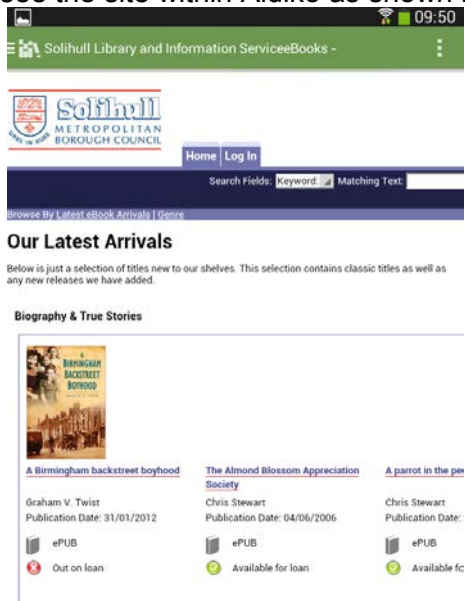 09:50
Solihull Library and Information ServiceeBooks -
Solihull
METROPOLITAN
BOROUGH COUNCIL
Home Log In
Search Fields: Keyword. Matching Text:
Browse By Latest eBook Arrivals | Genre
Our Latest Arrivals
Below is just a selection of titles new to our shelves. This selection contains classic titles as well as
any new releases we have added.
Biography & True Stories
A
BIRMINGHAM
BACKSTREET
BOYHOOD
A Birmingham backstreet boyhood The Almond Blossom Appreciation A parrot in the
Society
Graham V. Twist Chris Stewart Chris Stewart
Publication Date: 31/01/2012 Publication Date: 04/06/2006 Publication Date:
ePUB ePUB ePUB
Out on loan Available for loan Available